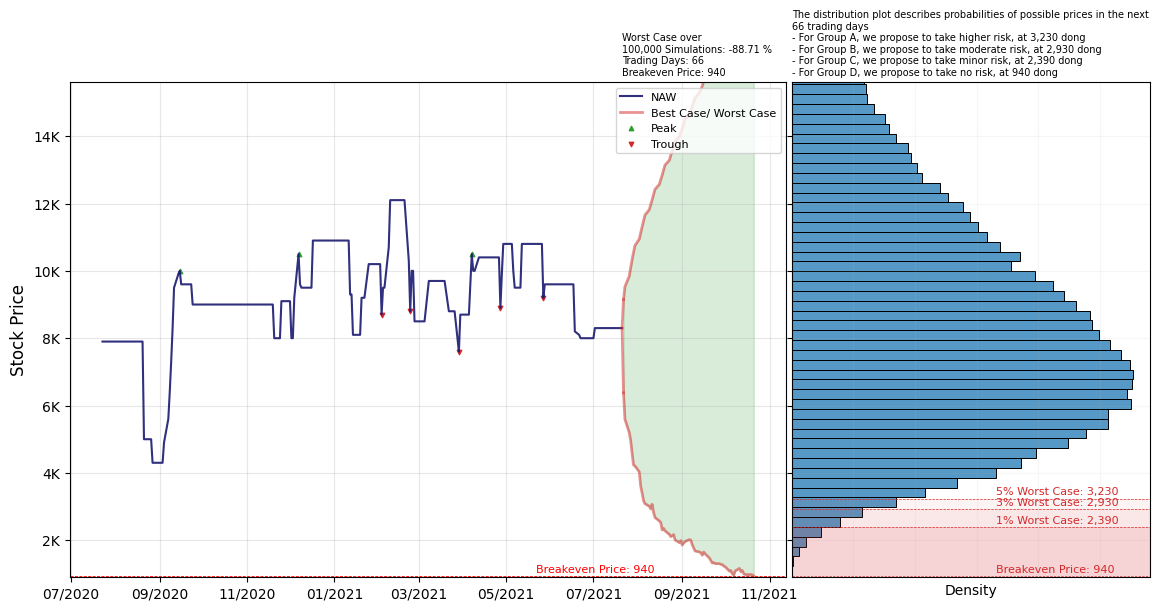 The distribution plot describes probabilities of possible prices in the next
66 trading days
- For Group A, we propose to take higher risk, at 3,230 dong
- For Group B, we propose to take moderate risk, at 2,930 dong
- For Group C, we propose to take minor risk, at 2,390 dong
- For Group D, we propose to take no risk, at 940 dong
Worst Case over
100,000 Simulations: -88.71 %
Trading Days: 66
Breakeven Price: 940
NAW
Best Case/ Worst Case
Peak
Trough
Stock Price
14K
12K
10K
8K
6K
4K
2K
Breakeven Price: 940
07/2020
09/2020
11/2020
01/2021
03/2021
05/2021
07/2021
09/2021
11/2021
5% Worst Case: 3,230
3% Worst Case: 2,930
1% Worst Case: 2,390
Breakeven Price: 940
Density